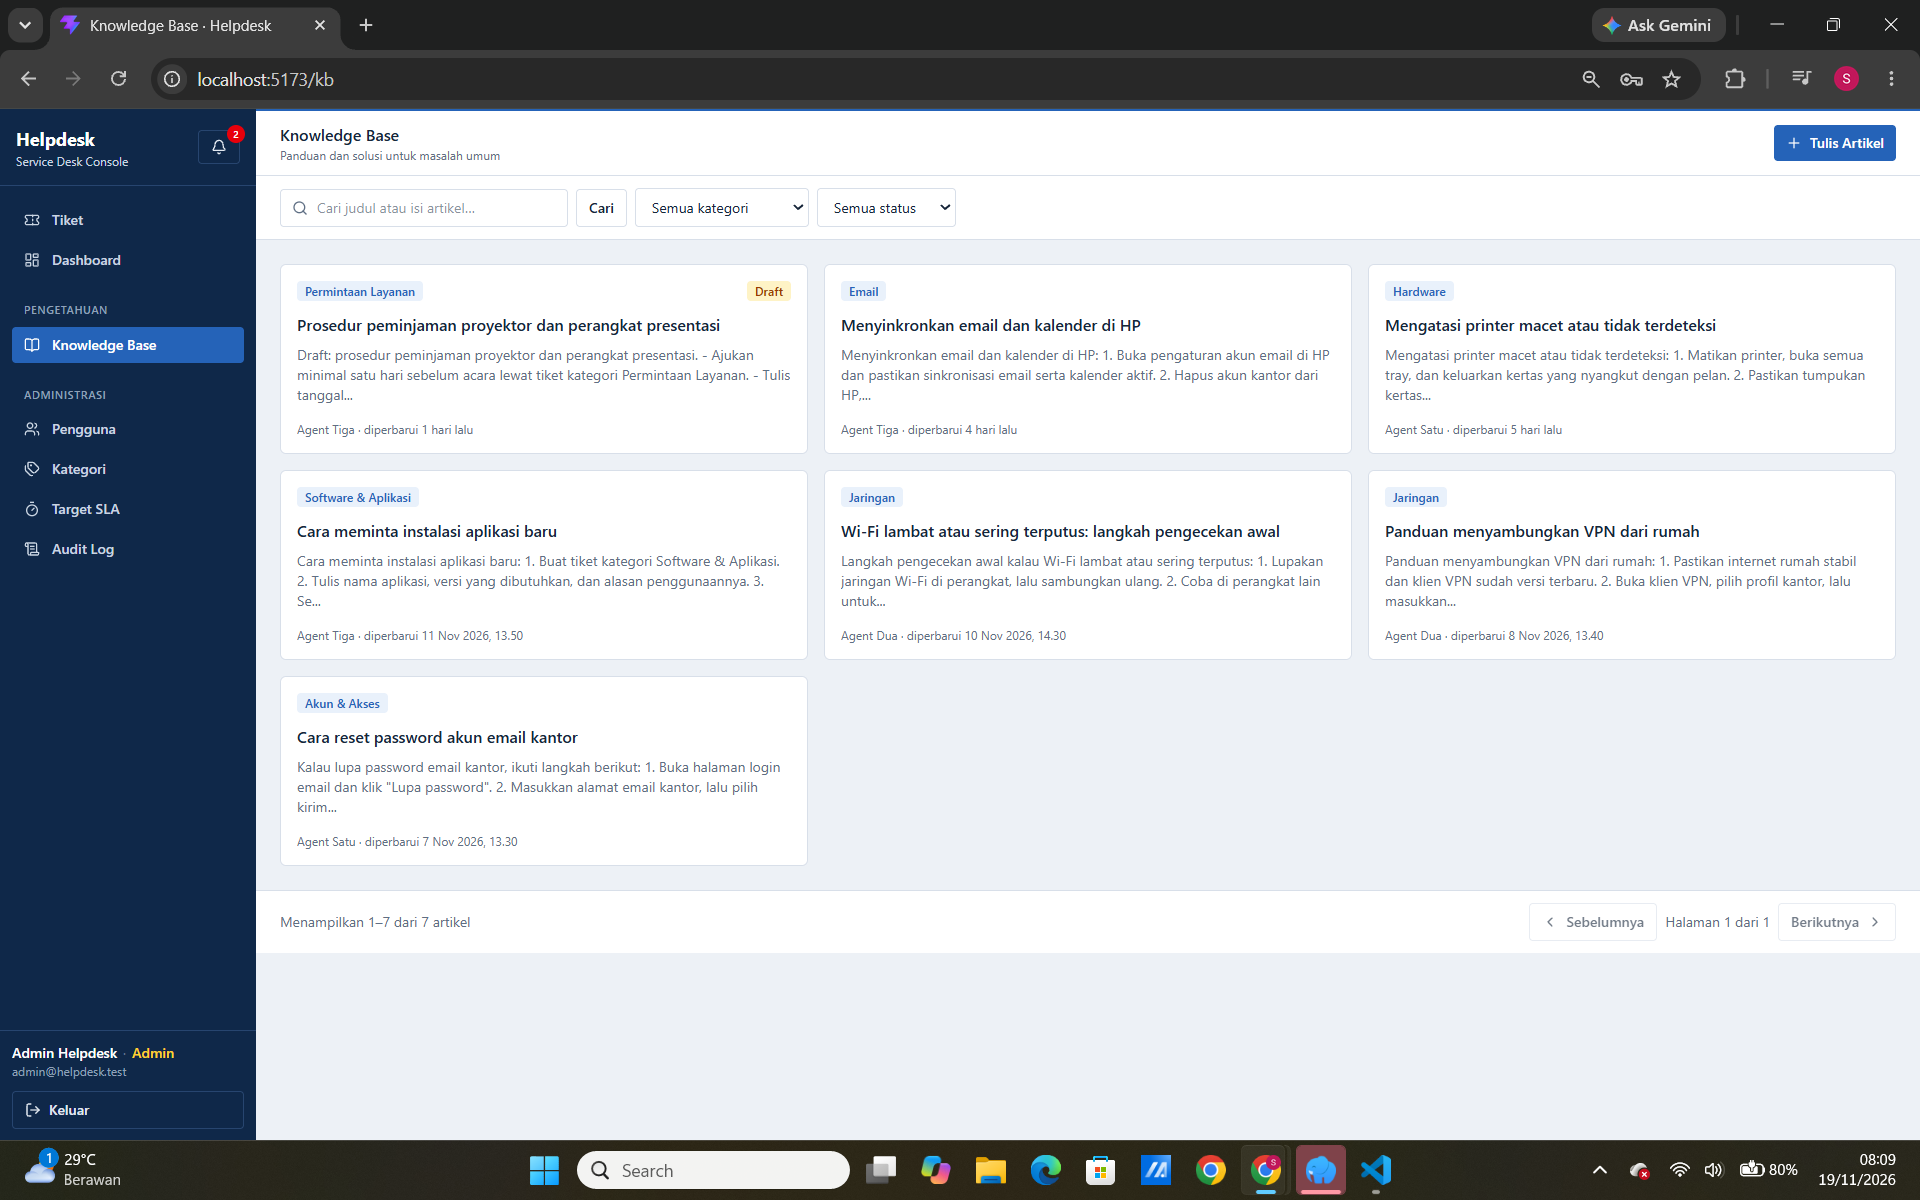 Knowledge Base · Helpdesk
Ask Gemini
localhost:5173/kb
S
Helpdesk
Service Desk Console
2
Tiket
Dashboard
PENGETAHUAN
Knowledge Base
ADMINISTRASI
Pengguna
Kategori
Target SLA
Audit Log
Admin Helpdesk · Admin
admin@helpdesk.test
Keluar
Knowledge Base
Panduan dan solusi untuk masalah umum
Tulis Artikel
Cari judul atau isi artikel...
Cari
Semua kategori
Semua status
Permintaan Layanan
Draft
Prosedur peminjaman proyektor dan perangkat presentasi
Draft: prosedur peminjaman proyektor dan perangkat presentasi. - Ajukan
minimal satu hari sebelum acara lewat tiket kategori Permintaan Layanan. - Tulis
tanggal...
Agent Tiga · diperbarui 1 hari lalu
Email
Menyinkronkan email dan kalender di HP
Menyinkronkan email dan kalender di HP: 1. Buka pengaturan akun email di HP
dan pastikan sinkronisasi email serta kalender aktif. 2. Hapus akun kantor dari
HP,...
Agent Tiga · diperbarui 4 hari lalu
Hardware
Mengatasi printer macet atau tidak terdeteksi
Mengatasi printer macet atau tidak terdeteksi: 1. Matikan printer, buka semua
tray, dan keluarkan kertas yang nyangkut dengan pelan. 2. Pastikan tumpukan
kertas...
Agent Satu · diperbarui 5 hari lalu
Software & Aplikasi
Cara meminta instalasi aplikasi baru
Cara meminta instalasi aplikasi baru: 1. Buat tiket kategori Software & Aplikasi.
2. Tulis nama aplikasi, versi yang dibutuhkan, dan alasan penggunaannya. 3.
Se...
Agent Tiga · diperbarui 11 Nov 2026, 13.50
Jaringan
Wi-Fi lambat atau sering terputus: langkah pengecekan awal
Langkah pengecekan awal kalau Wi-Fi lambat atau sering terputus: 1. Lupakan
jaringan Wi-Fi di perangkat, lalu sambungkan ulang. 2. Coba di perangkat lain
untuk...
Agent Dua · diperbarui 10 Nov 2026, 14.30
Jaringan
Panduan menyambungkan VPN dari rumah
Panduan menyambungkan VPN dari rumah: 1. Pastikan internet rumah stabil
dan klien VPN sudah versi terbaru. 2. Buka klien VPN, pilih profil kantor, lalu
masukkan...
Agent Dua · diperbarui 8 Nov 2026, 13.40
Akun & Akses
Cara reset password akun email kantor
Kalau lupa password email kantor, ikuti langkah berikut: 1. Buka halaman login
email dan klik "Lupa password". 2. Masukkan alamat email kantor, lalu pilih
kirim...
Agent Satu · diperbarui 7 Nov 2026, 13.30
Menampilkan 1–7 dari 7 artikel
Sebelumnya
Halaman 1 dari 1
Berikutnya
1
29°C
Berawan
Search
S
80%
08:09
19/11/2026